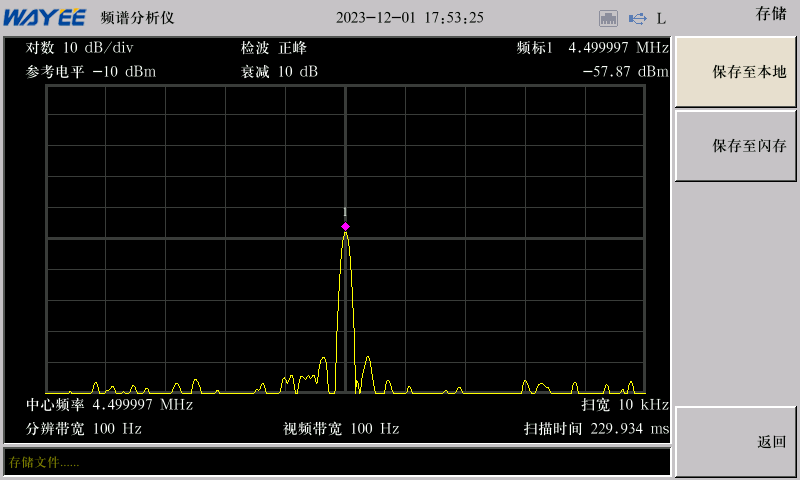 WAYEE 频谱分析仪 2023-12-01 17:53:25 L 存储
对数 10 dB/div 检波 正峰 频标1 4.499997 MHz
参考电平 -10 dBm 衰减 10 dB -57.87 dBm
保存至本地
保存至闪存
1
中心频率 4.499997 MHz 扫宽 10 kHz
分辨带宽 100 Hz 视频带宽 100 Hz 扫描时间 229.934 ms
返回
存储文件......